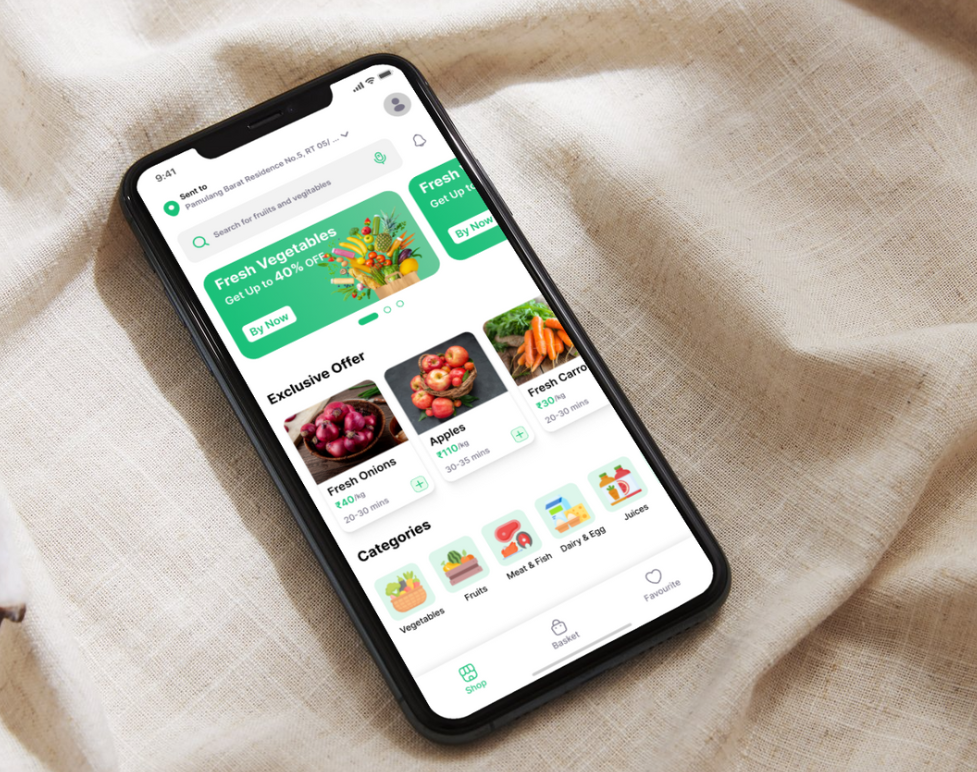 9:41
Sent to
Pamulang Barat Residence No.5, RT 05/ ...
Search for fruiits and vegitables
Fresh Vegetables
Get Up to 40% OFF
By Now
Fresh
Get Up to
By Now
Exclusive Offer
Fresh Onions
₹40/kg
20-30 mins
Apples
₹110/kg
30-35 mins
Fresh Carro
₹30/kg
20-30 mins
Categories
Vegetables
Fruits
Meat & Fish
Dairy & Egg
Juices
Shop
Basket
Favourite